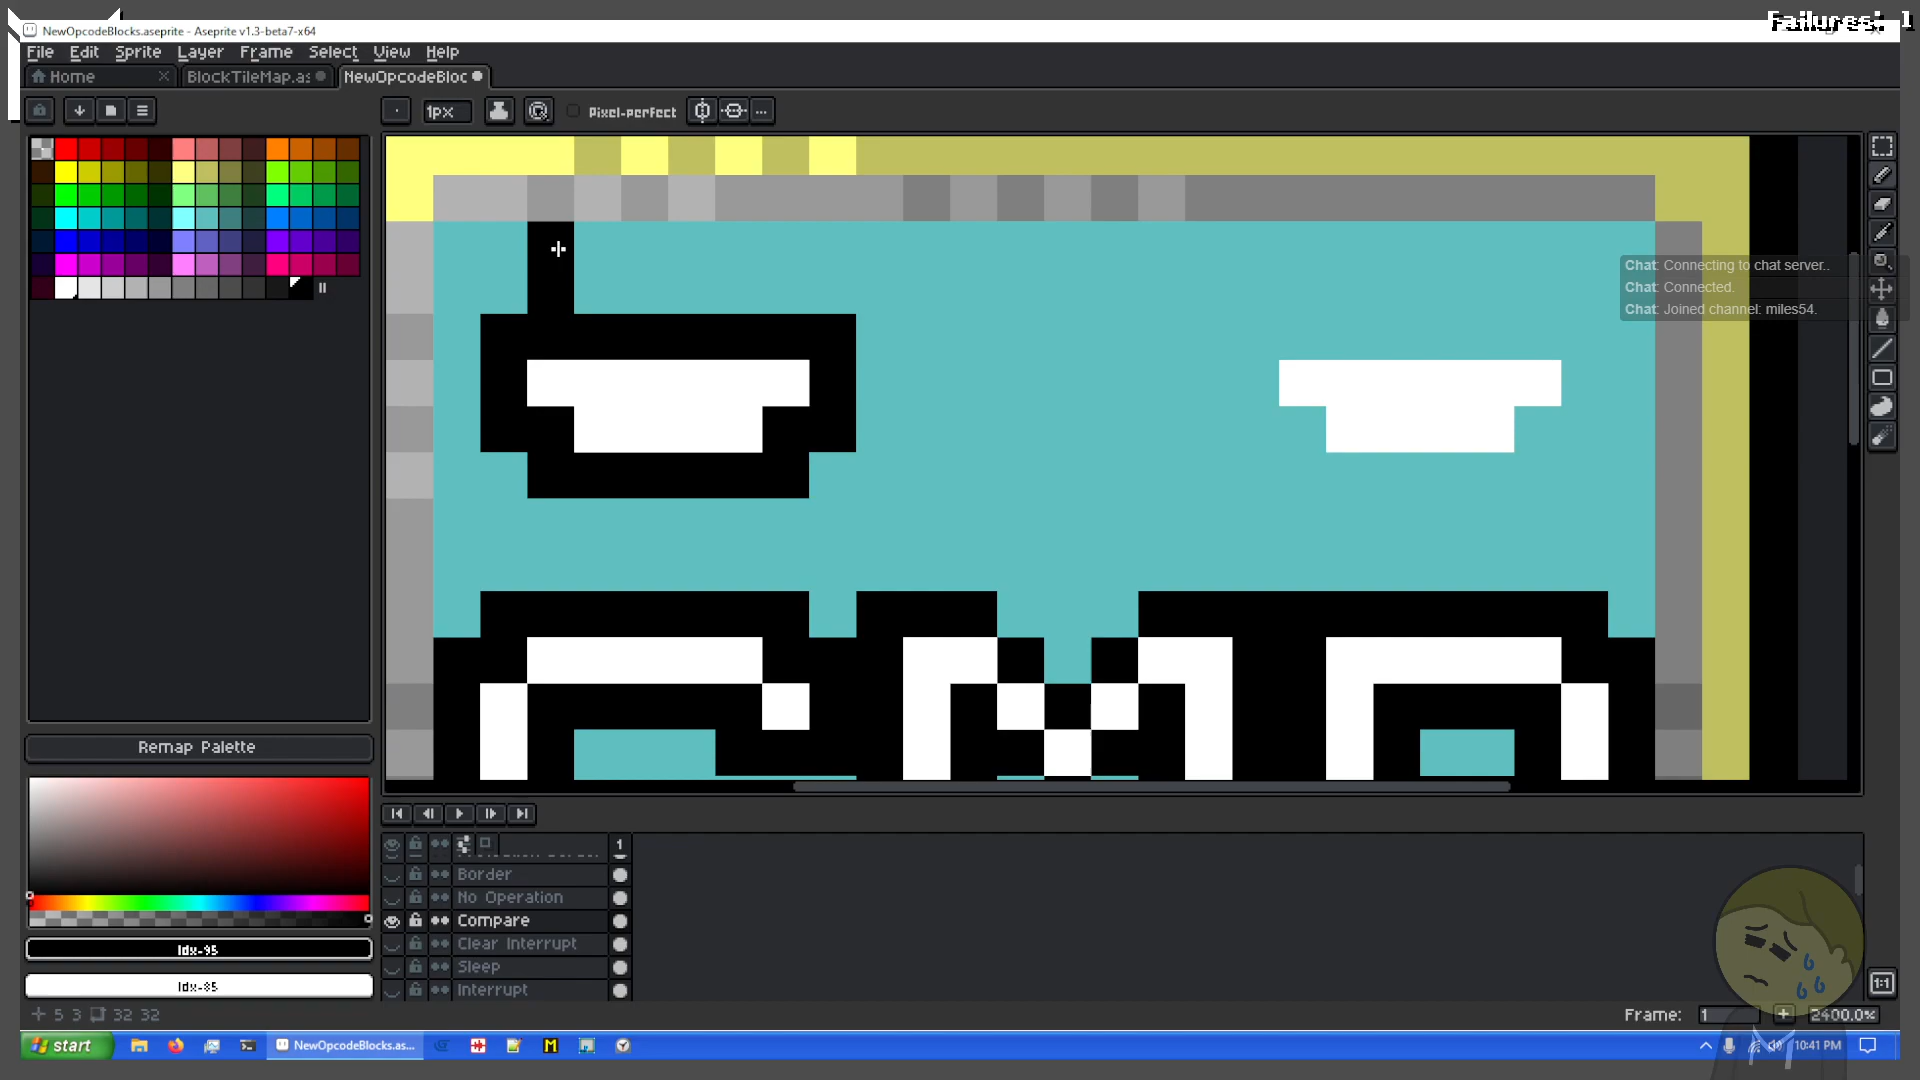 Failures: 1
NewOpcodeBlocks.aseprite - Aseprite v1.3-beta7-x64
File Edit Sprite Layer Frame Select View Help
Home BlockTileMap.as NewOpcodeBloc
1px Pixel-perfect
Chat: Connecting to chat server..
Chat: Connected.
Chat: Joined channel: miles54.
Remap Palette
1
Border
No Operation
Compare
Clear Interrupt
Sleep
Interrupt
Idx-95
Idx-85
1:1
5 3 32 32
Frame: 1 + 2400.0%
start NewOpcodeBlocks.as... 10:41 PM